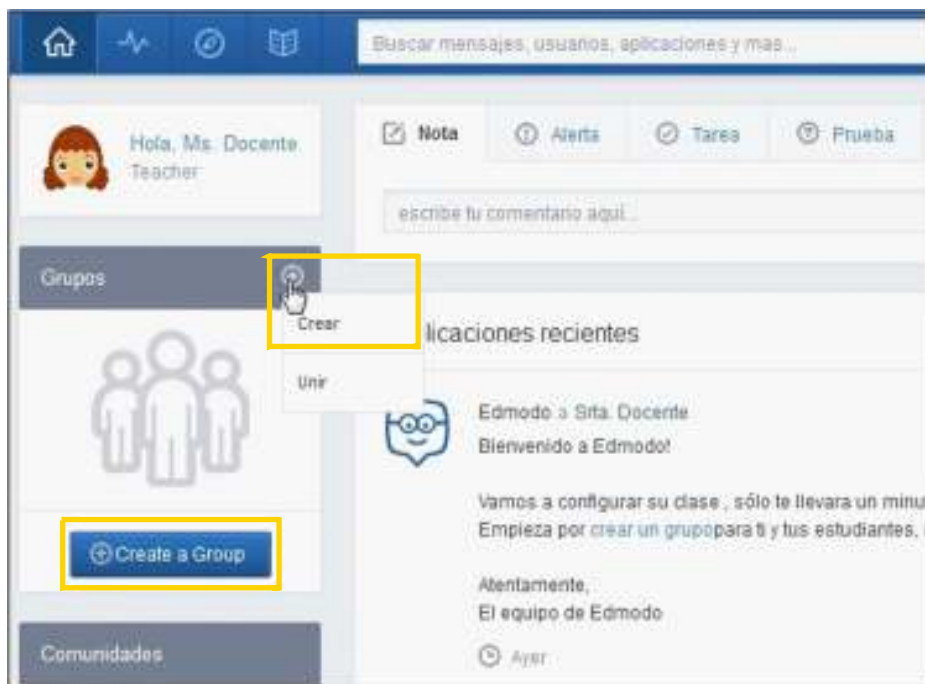 Buscar mensajes, usuarios, aplicaciones y mas...
Hola, Ms. Docente
Teacher
Nota
Alerta
Tarea
Prueba
escribe tu comentario aquí...
Grupos
Crear
Unir
licaciones recientes
Edmodo a Srta. Docente
Bienvenido a Edmodo!
Vamos a configurar su clase , sólo te llevara un minu
Empieza por crear un grupopara ti y tus estudiantes,
Atentamente,
El equipo de Edmodo
Ayer
Create a Group
Comunidades